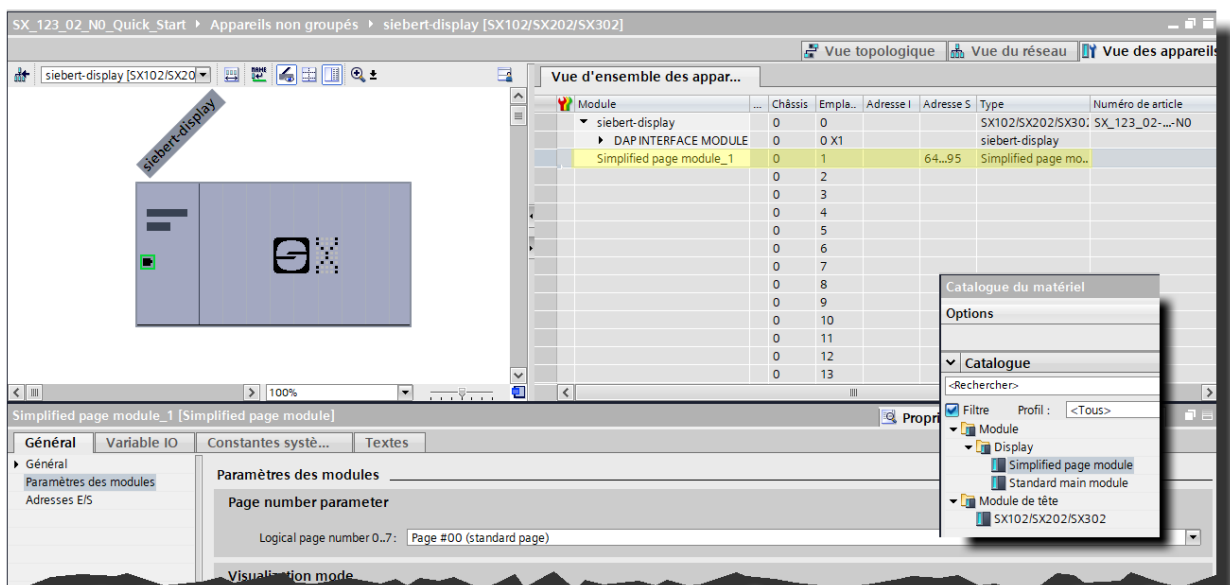 SX_123_02_N0_Quick_Start ▸ Appareils non groupés ▸ siebert-display [SX102/SX202/SX302]
Vue topologique Vue du réseau Vue des appareils
siebert-display [SX102/SX20
Vue d'ensemble des appar...
Module ... Châssis Empla.. Adresse I Adresse S Type Numéro de article
siebert-display 0 0 SX102/SX202/SX30 SX_123_02-...-N0
DAP INTERFACE MODULE 0 0 X1 siebert-display
Simplified page module_1 0 1 64...95 Simplified page mo..
0 2
0 3
0 4
0 5
0 6
0 7
0 8
0 9
0 10
0 11
0 12
0 13
siebert-display
SX
100%
Catalogue du matériel
Options
Catalogue
<Rechercher>
Filtre Profil : <Tous>
Module
Display
Simplified page module
Standard main module
Module de tête
SX102/SX202/SX302
Simplified page module_1 [Simplified page module]
Propri
Général Variable IO Constantes systè... Textes
Général
Paramètres des modules
Adresses E/S
Paramètres des modules
Page number parameter
Logical page number 0..7: Page #00 (standard page)
Visualization mode